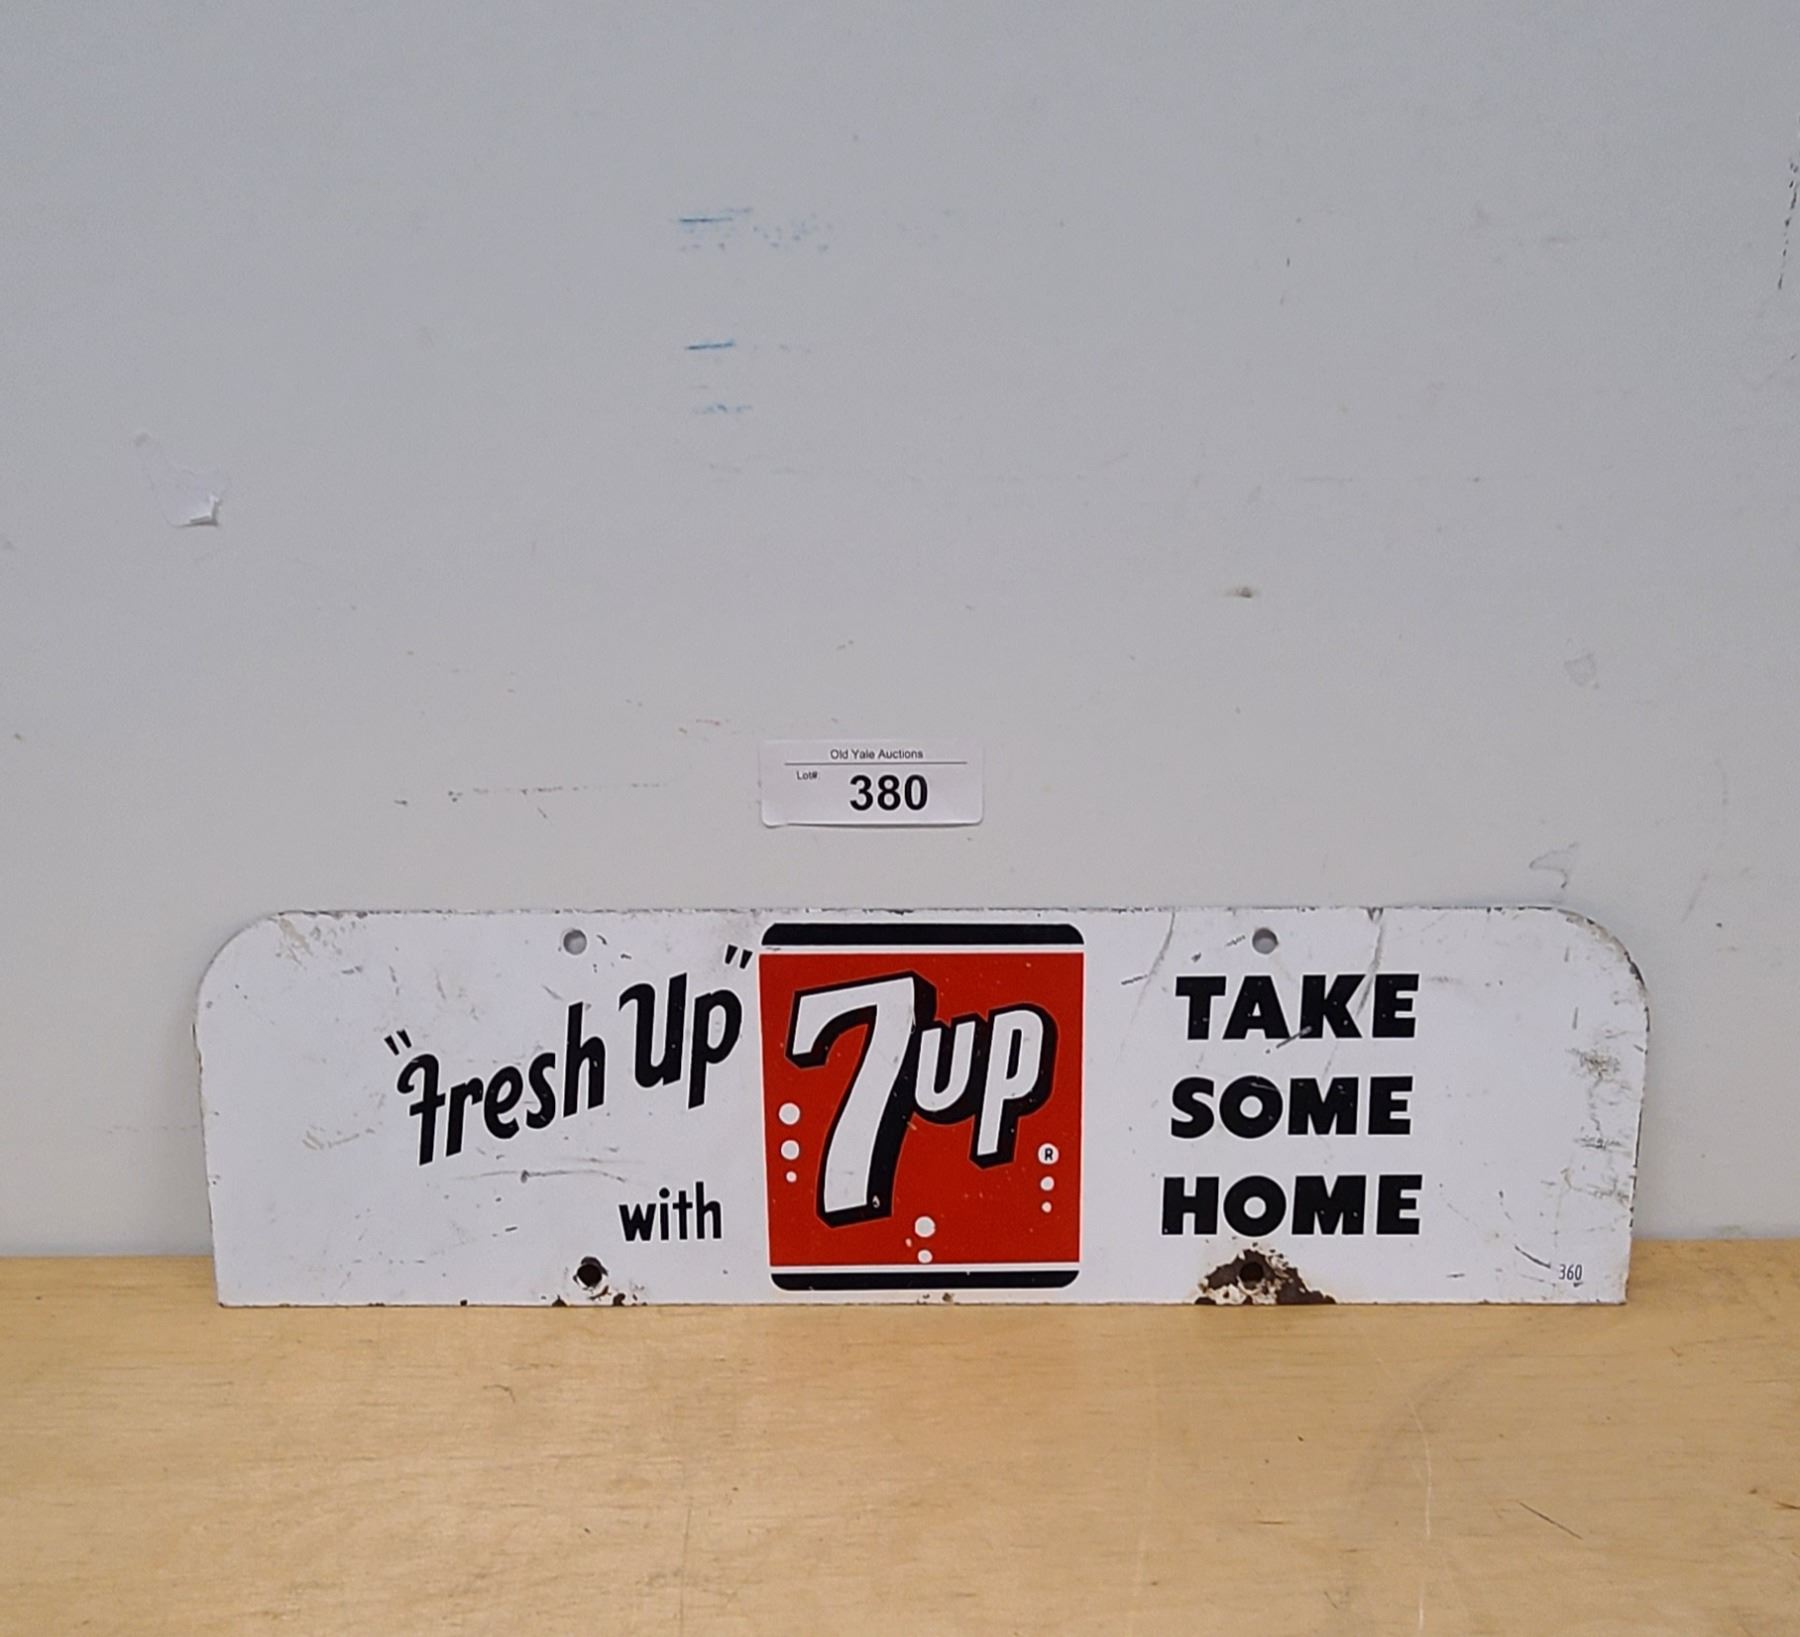 Old Yale Auctions
Lot# 380
"Fresh Up"
with
7up
®
TAKE
SOME
HOME
360